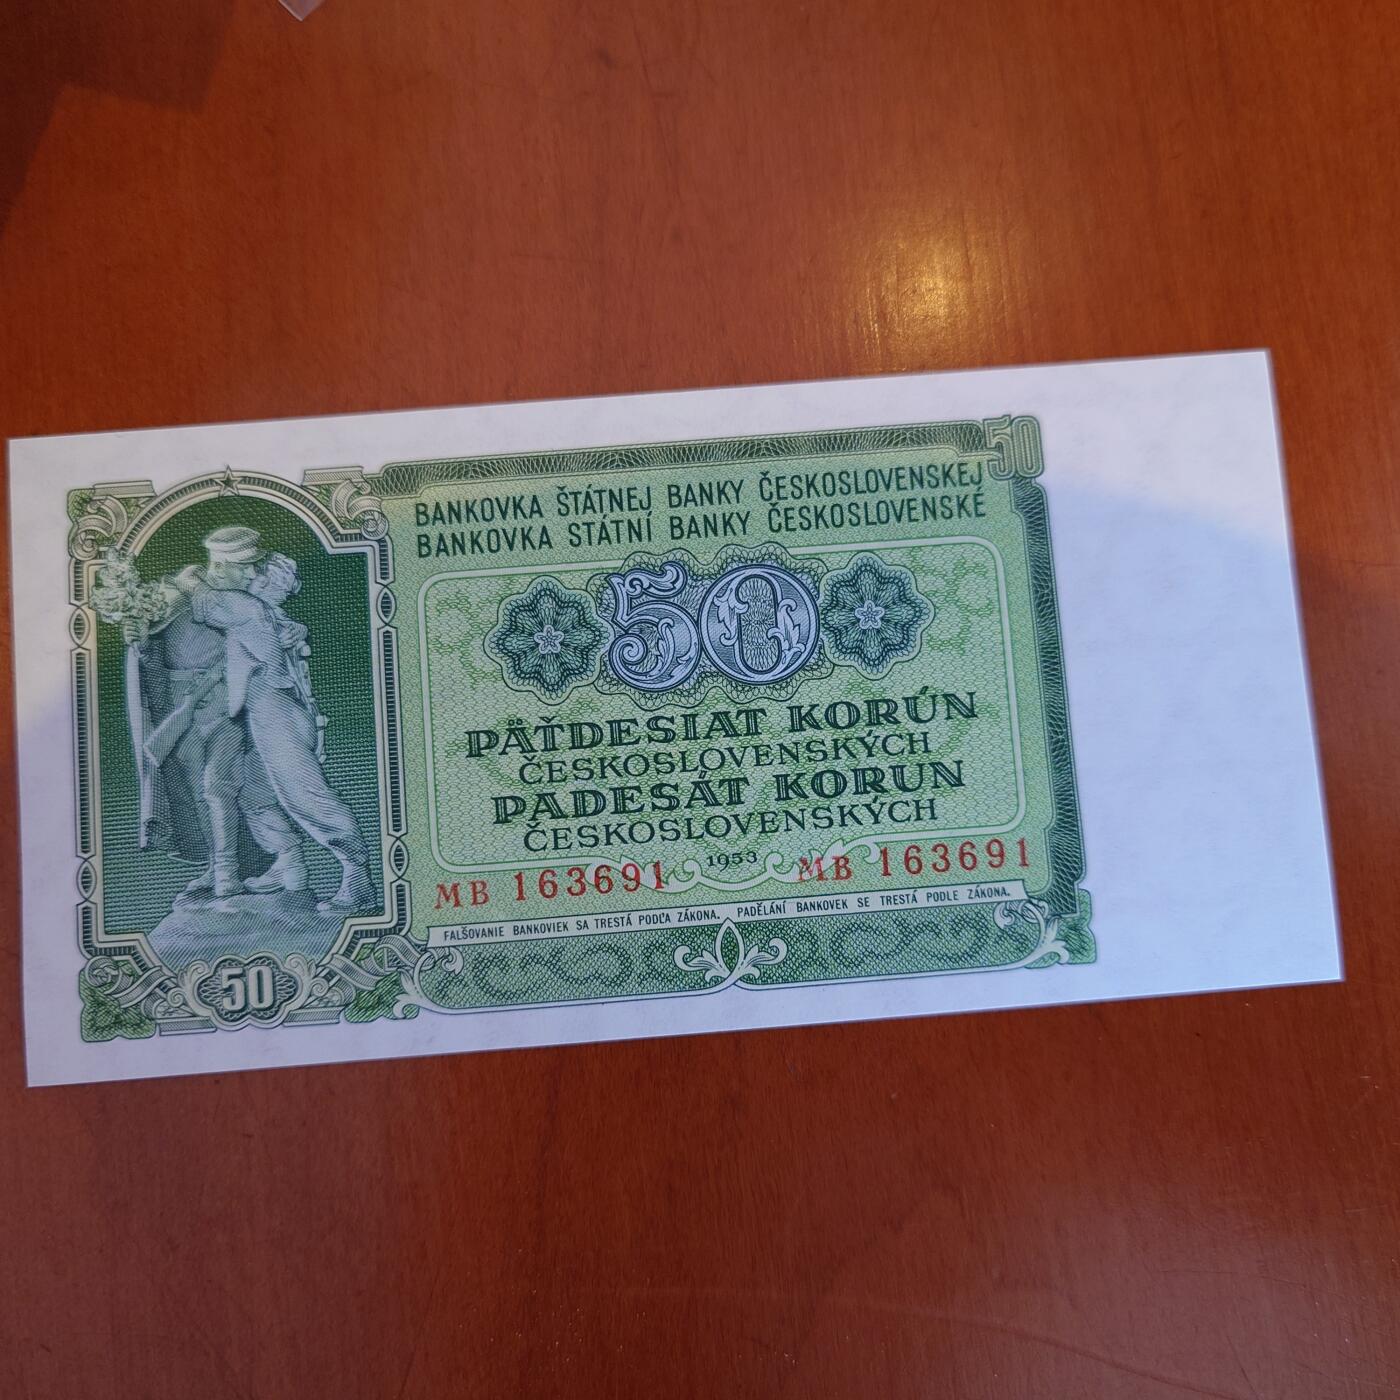 50
BANKOVKA ŠTÁTNEJ BANKY ČESKOSLOVENSKEJ
BANKOVKA STÁTNÍ BANKY ČESKOSLOVENSKÉ
50
PÄŤDESIAT KORÚN
ČESKOSLOVENSKÝCH
PADESÁT KORUN
ČESKOSLOVENSKÝCH
1953
MB 163691 MB 163691
FALŠOVANIE BANKOVIEK SA TRESTÁ PODĽA ZÁKONA. PADĚLÁNÍ BANKOVEK SE TRESTÁ PODLE ZÁKONA.
50